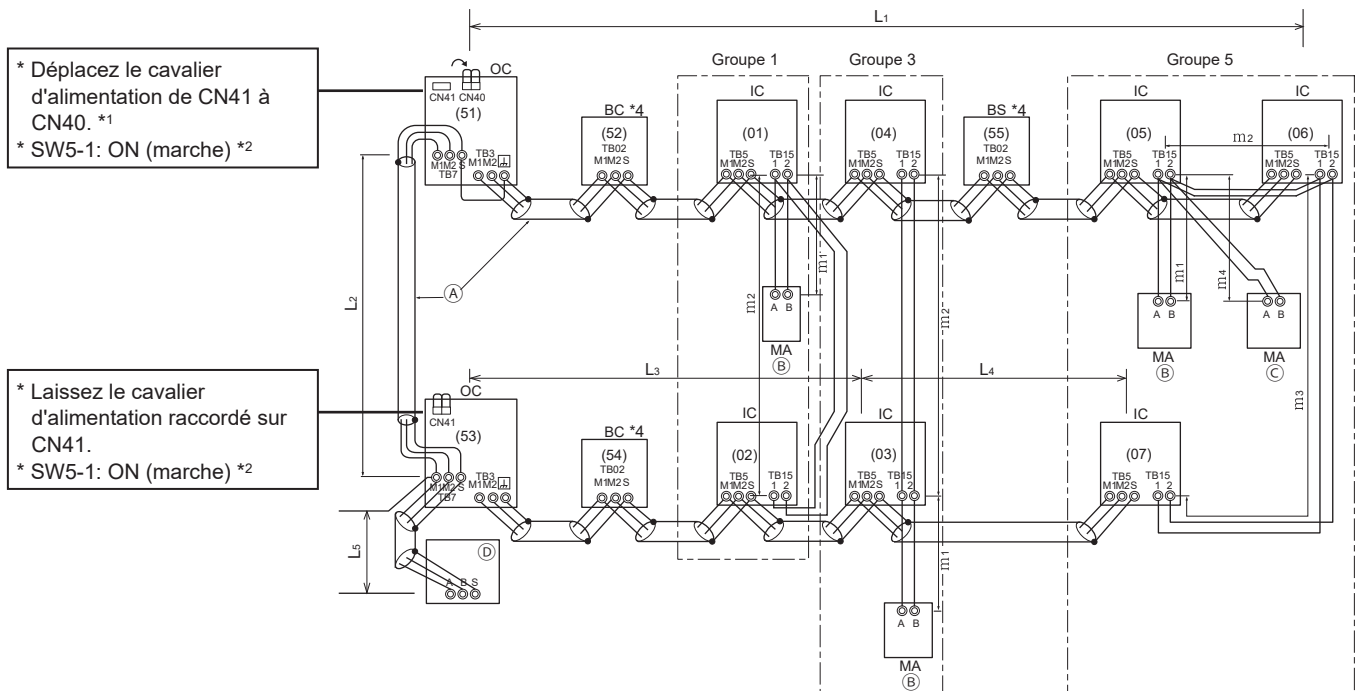 L1
* Déplacez le cavalier
d'alimentation de CN41 à
CN40. *1
* SW5-1: ON (marche) *2
OC
CN41 CN40
(51)
TB3
M1M2
M1M2 S
TB7
BC *4
(52)
TB02
M1M2 S
Groupe 1
IC
(01)
TB5
M1M2S
TB15
1 2
Groupe 3
IC
(04)
TB5
M1M2S
TB15
1 2
BS *4
(55)
TB02
M1M2 S
Groupe 5
IC
(05)
TB5
M1M2S
TB15
1 2
m2
IC
(06)
TB5
M1M2S
TB15
1 2
L2
A
m2
m1
A B
MA
B
m2
m1
A B
MA
B
m4
A B
MA
C
m3
* Laissez le cavalier
d'alimentation raccordé sur
CN41.
* SW5-1: ON (marche) *2
L3
L4
OC
CN41
(53)
TB3
M1M2
M1M2 S
TB7
BC *4
(54)
TB02
M1M2 S
IC
(02)
TB5
M1M2S
TB15
1 2
IC
(03)
TB5
M1M2S
TB15
1 2
IC
(07)
TB5
M1M2S
TB15
1 2
L5
D
A B S
m1
A B
MA
B